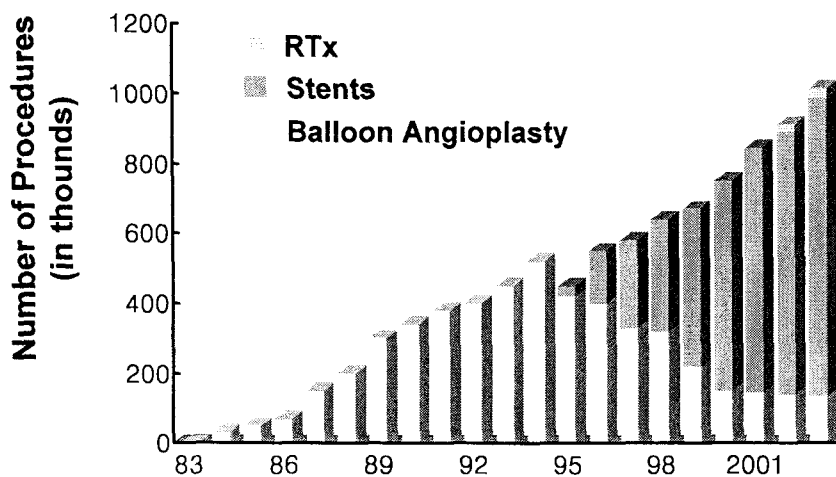 Number of Procedures
(in thounds)
1200
1000
800
600
400
200
0
RTx
Stents
Balloon Angioplasty
83 86 89 92 95 98 2001